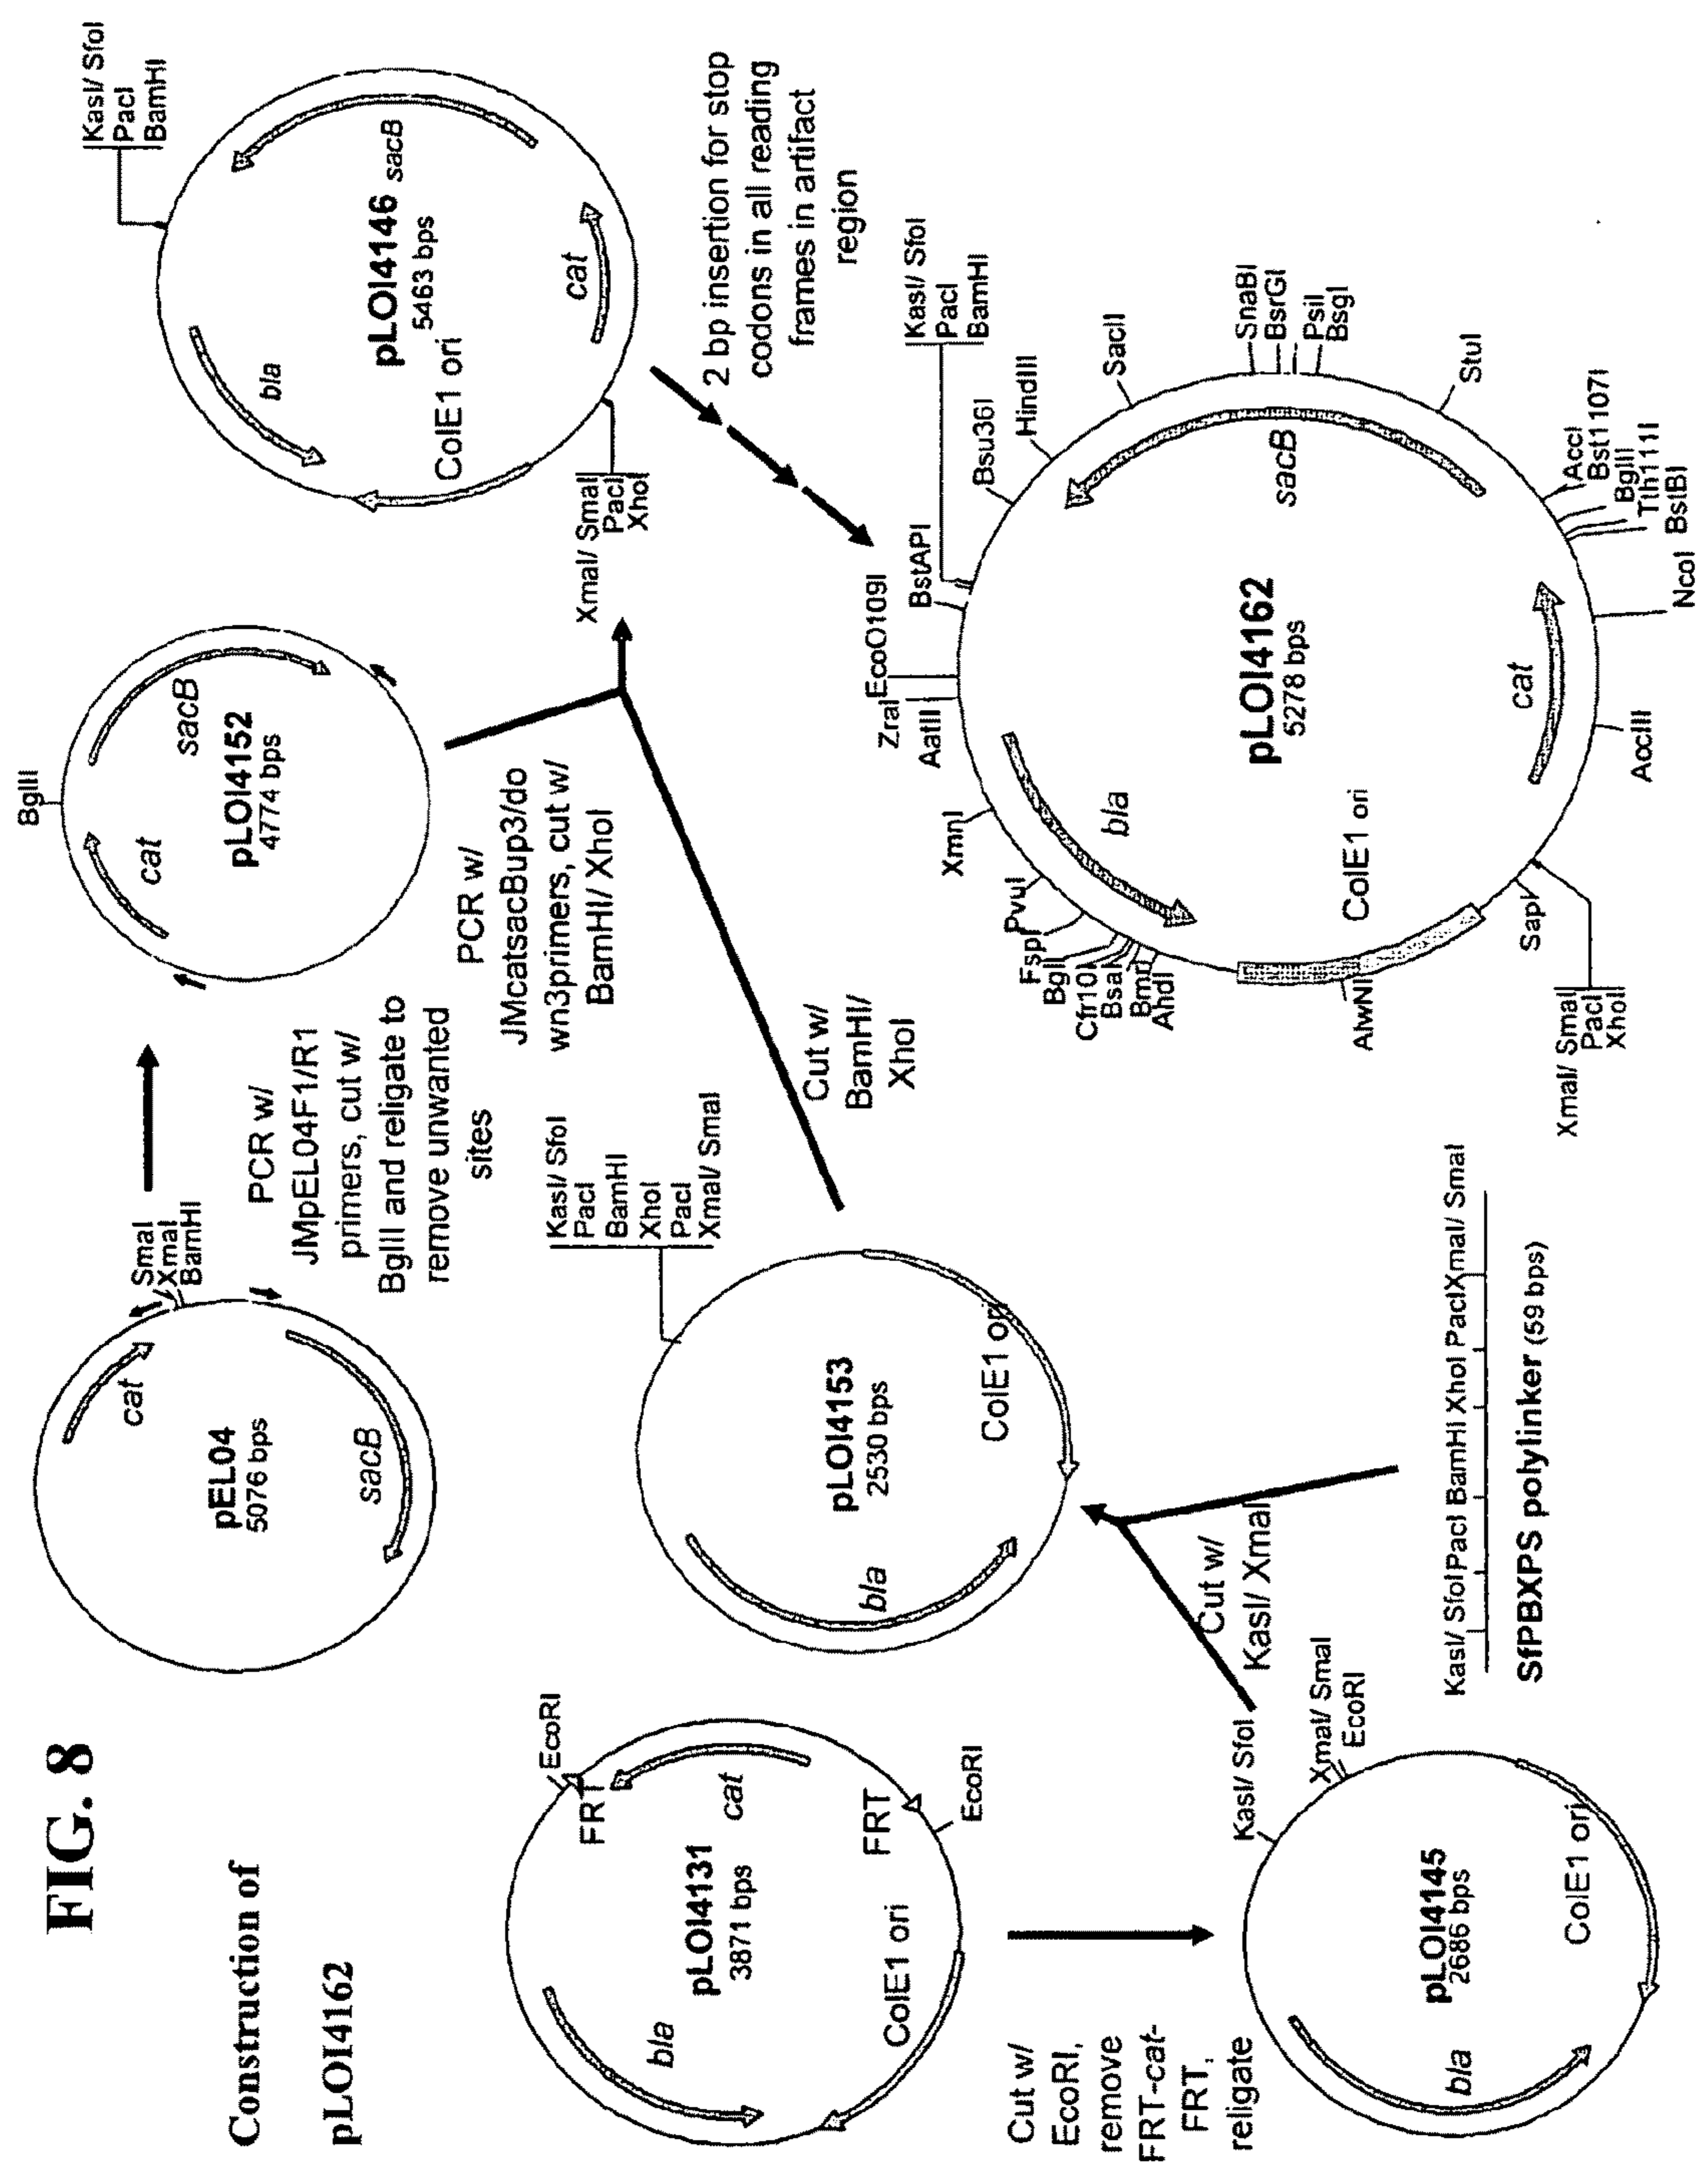 FIG. 8
Construction of
pLOI4162
pEL04
5076 bps
cat
sacB
SmaI
XmaI
BamHI
PCR w/
JMpEL04F1/R1
primers, cut w/
BglII and religate to
remove unwanted
sites
BglII
cat
sacB
pLOI4152
4774 bps
PCR w/
JMcatsacBup3/do
wn3primers, cut w/
BamHI/ XhoI
KasI/ SfoI
PacI
BamHI
sacB
pLOI4146
5463 bps
bla
cat
ColE1 ori
XmaI/ SmaI
PacI
XhoI
EcoRI
FRT
cat
pLOI4131
3871 bps
bla
FRT
EcoRI
ColE1 ori
Cut w/
EcoRI,
remove
FRT-cat-
FRT,
religate
KasI/ SfoI
XmaI/ SmaI
EcoRI
pLOI4145
2686 bps
bla
ColE1 ori
Cut w/
KasI/ XmaI
KasI/ SfoI PacI BamHI XhoI PacI XmaI/ SmaI
SfPBXPS polylinker (59 bps)
KasI/ SfoI
PacI
BamHI
XhoI
PacI
XmaI/ SmaI
pLOI4153
2530 bps
bla
ColE1 ori
Cut w/
BamHI/
XhoI
2 bp insertion for stop
codons in all reading
frames in artifact
region
pLOI4162
5278 bps
bla
sacB
cat
ColE1 ori
ZraI
AatII
EcoO109I
BstAPI
KasI/ SfoI
PacI
BamHI
Bsu36I
HindIII
SacII
SnaBI
BsrGI
PsiI
BsgI
StuI
AccI
Bst1107I
BglII
Tth111I
BstBI
NcoI
AccIII
XmaI/ SmaI
PacI
XhoI
SapI
AlwNI
AhdI
BmrI
BsaI
Cfr10I
BglI
FspI
PvuI
XmnI